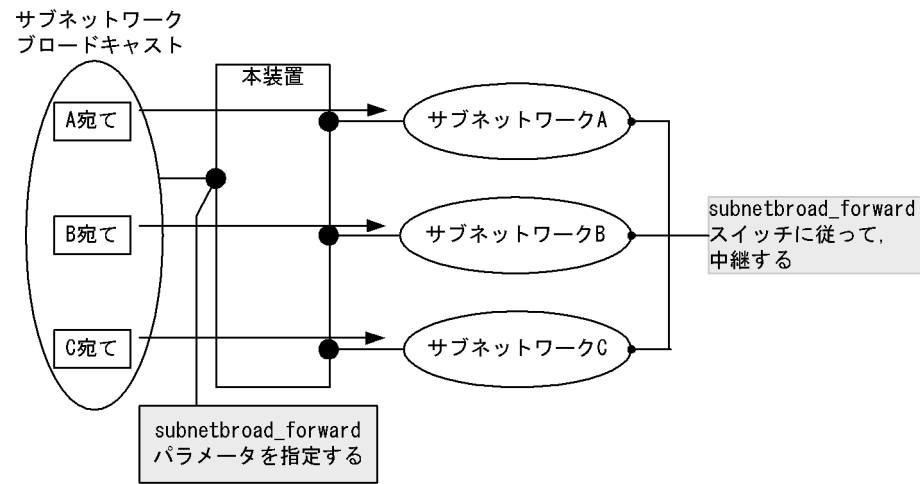 サブネットワーク
ブロードキャスト
本装置
A宛て
サブネットワークA
B宛て
サブネットワークB
subnetbroad_forward
スイッチに従って,
中継する
C宛て
サブネットワークC
subnetbroad_forward
パラメータを指定する